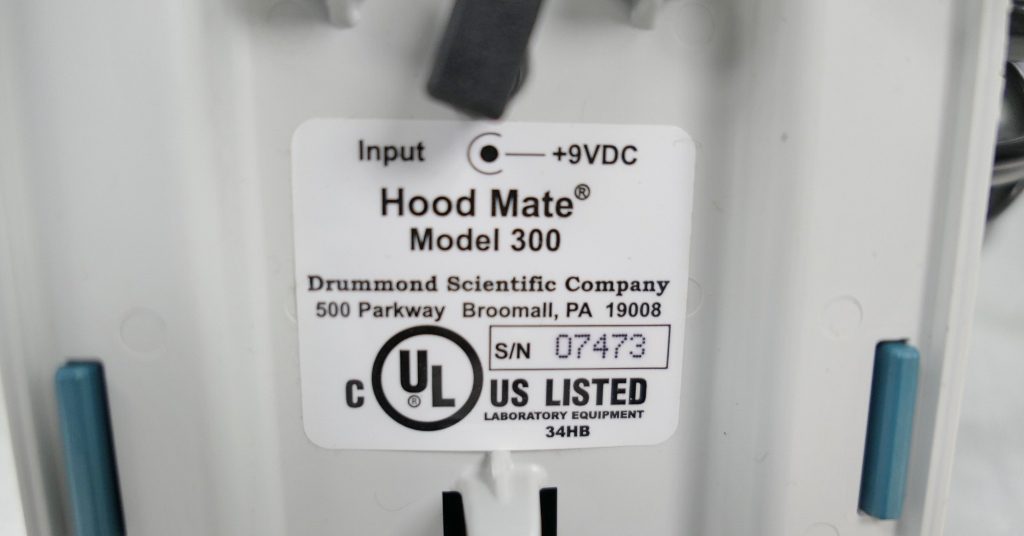 Input +9VDC
Hood Mate®
Model 300
Drummond Scientific Company
500 Parkway Broomall, PA 19008
S/N 07473
C UL® US LISTED
LABORATORY EQUIPMENT
34HB